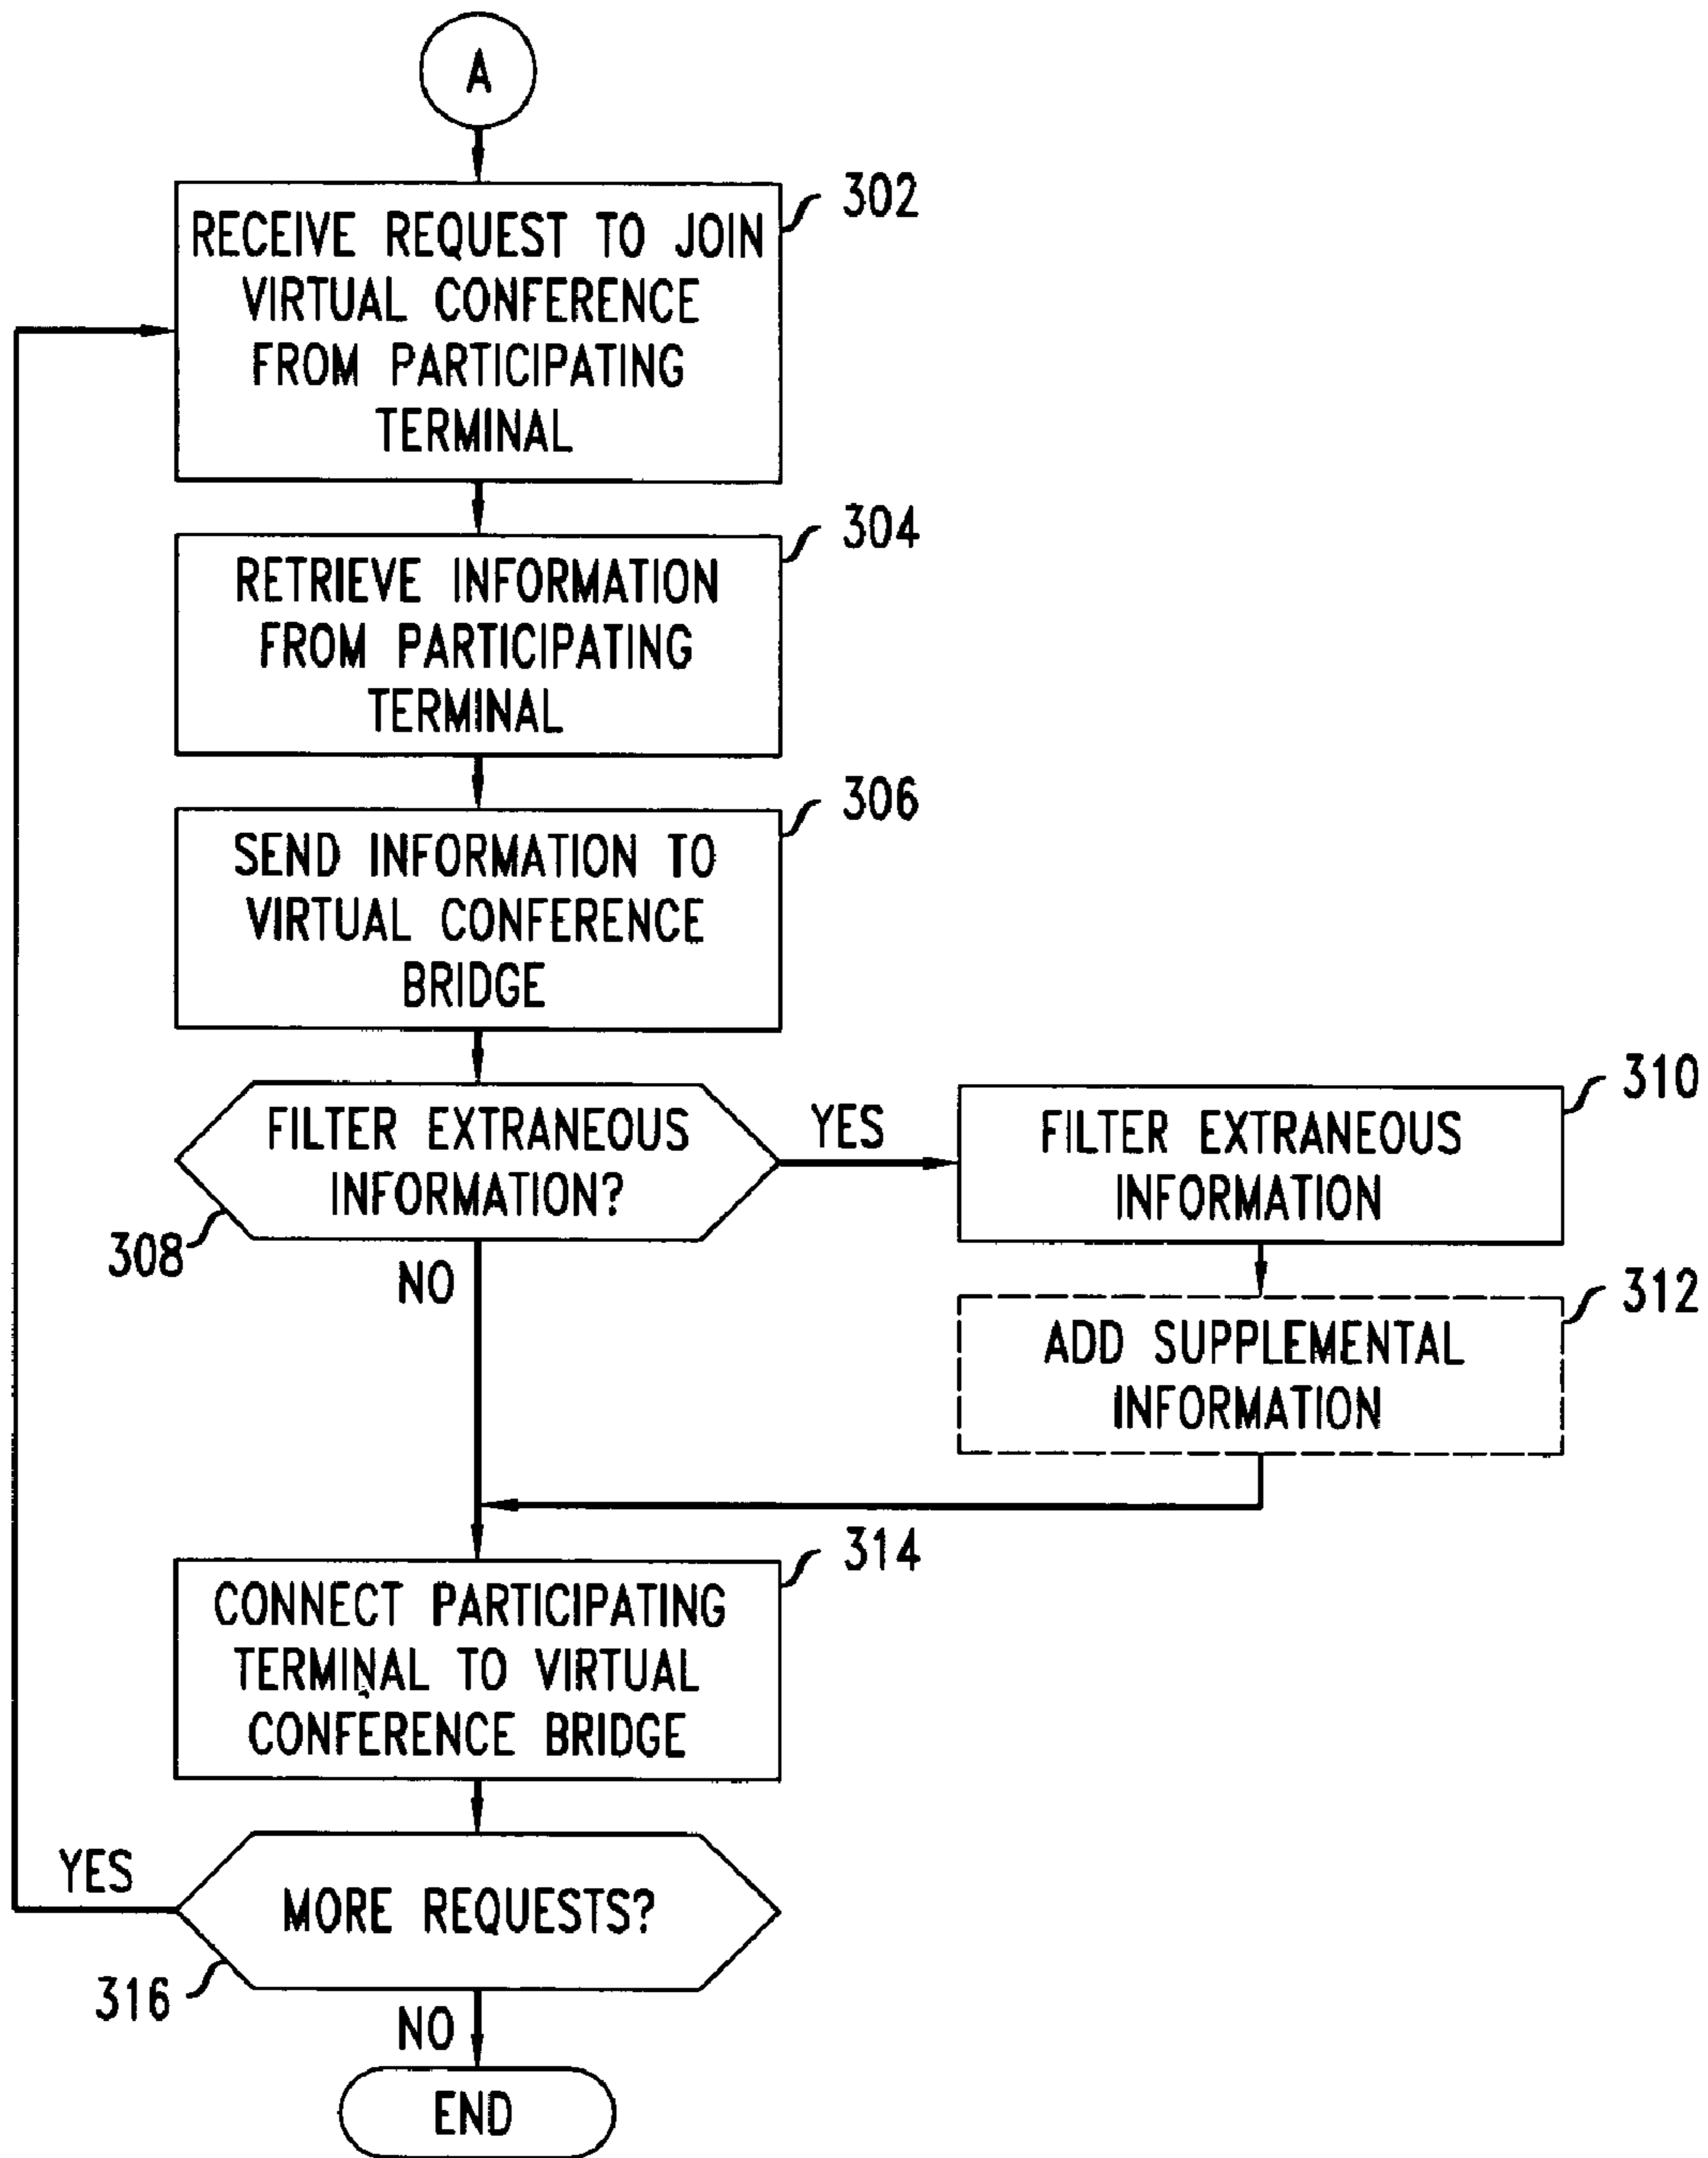 A
302
RECEIVE REQUEST TO JOIN
VIRTUAL CONFERENCE
FROM PARTICIPATING
TERMINAL
304
RETRIEVE INFORMATION
FROM PARTICIPATING
TERMINAL
306
SEND INFORMATION TO
VIRTUAL CONFERENCE
BRIDGE
308
FILTER EXTRANEOUS
INFORMATION?
YES
NO
310
FILTER EXTRANEOUS
INFORMATION
312
ADD SUPPLEMENTAL
INFORMATION
314
CONNECT PARTICIPATING
TERMINAL TO VIRTUAL
CONFERENCE BRIDGE
YES
MORE REQUESTS?
316
NO
END